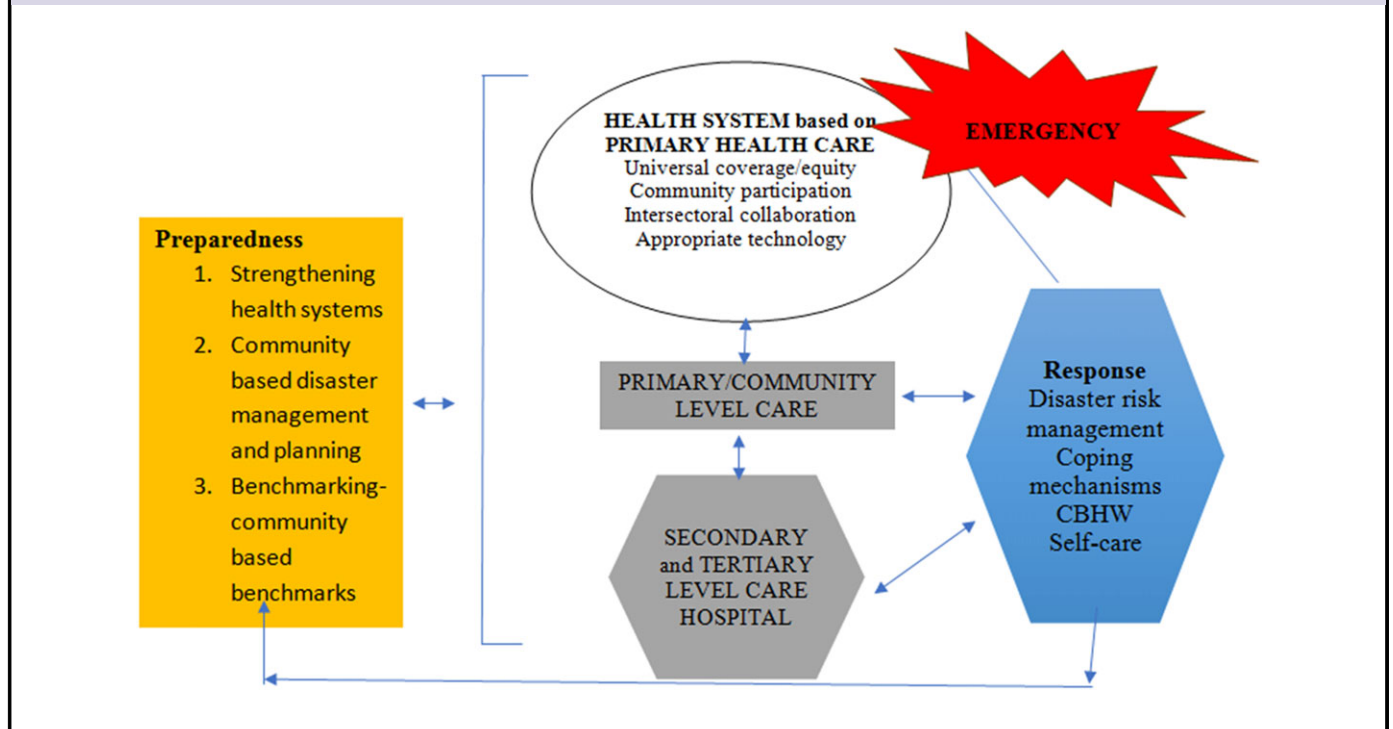 HEALTH SYSTEM based on
PRIMARY HEALTH CARE
Universal coverage/equity
Community participation
Intersectoral collaboration
Appropriate technology
EMERGENCY
Preparedness
1. Strengthening
health systems
2. Community
based disaster
management
and planning
3. Benchmarking-
community
based
benchmarks
PRIMARY/COMMUNITY
LEVEL CARE
SECONDARY
and TERTIARY
LEVEL CARE
HOSPITAL
Response
Disaster risk
management
Coping
mechanisms
CBHW
Self-care